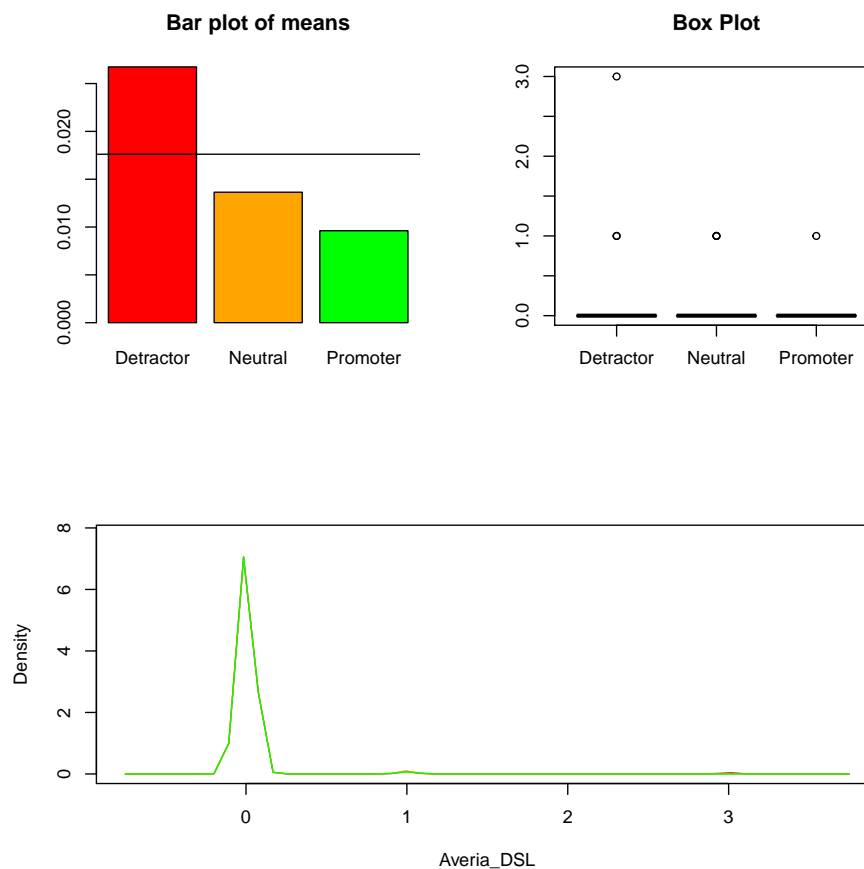 Bar plot of means
0.000
0.010
0.020
Detractor Neutral Promoter
Box Plot
3.0
2.0
1.0
0.0
Detractor Neutral Promoter
8
6
4
2
0
Density
0 1 2 3
Averia_DSL